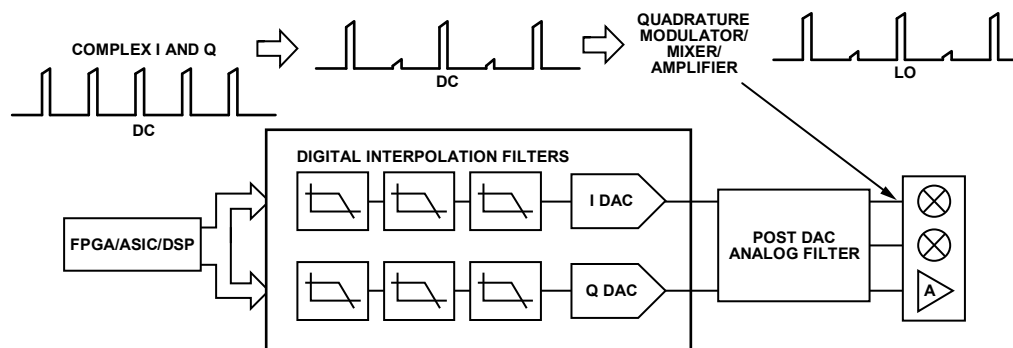 COMPLEX I AND Q
DC
DC
QUADRATURE
MODULATOR/
MIXER/
AMPLIFIER
LO
DIGITAL INTERPOLATION FILTERS
FPGA/ASIC/DSP
I DAC
Q DAC
POST DAC
ANALOG FILTER
A